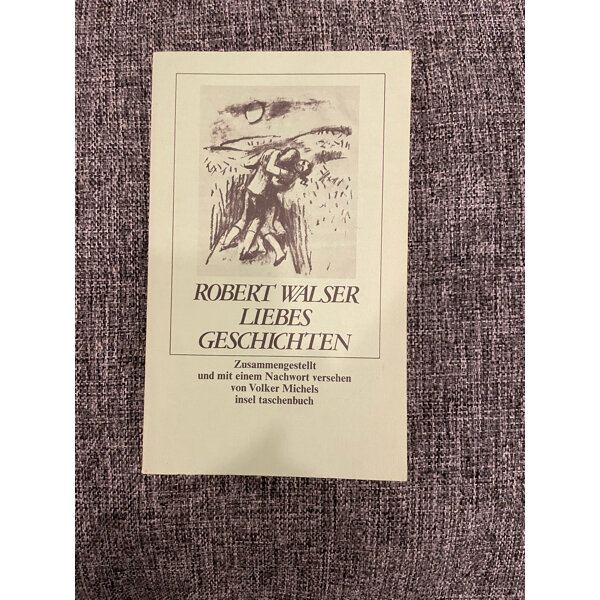 ROBERT WALSER
LIEBES
GESCHICHTEN
Zusammengestellt
und mit einem Nachwort versehen
von Volker Michels
insel taschenbuch